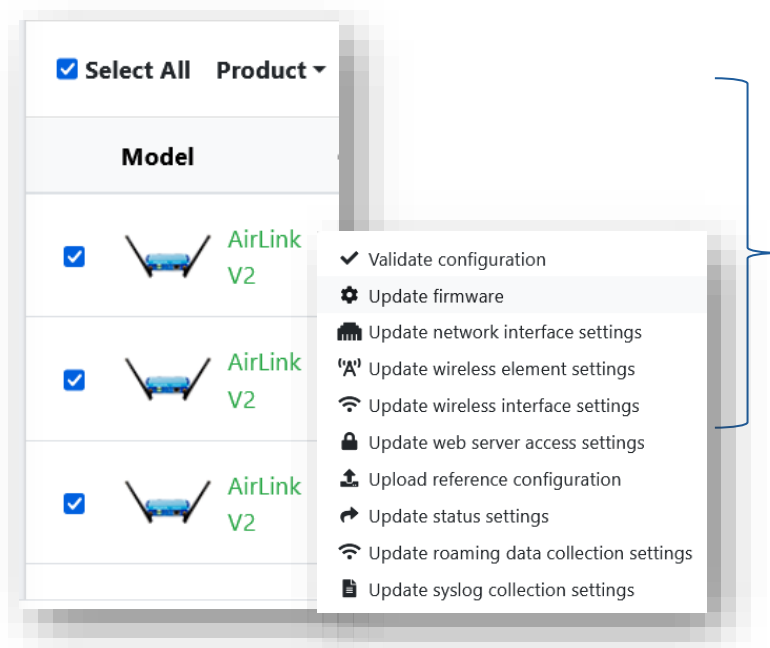 Select All Product
Model
AirLink
V2
AirLink
V2
AirLink
V2
Validate configuration
Update firmware
Update network interface settings
Update wireless element settings
Update wireless interface settings
Update web server access settings
Upload reference configuration
Update status settings
Update roaming data collection settings
Update syslog collection settings